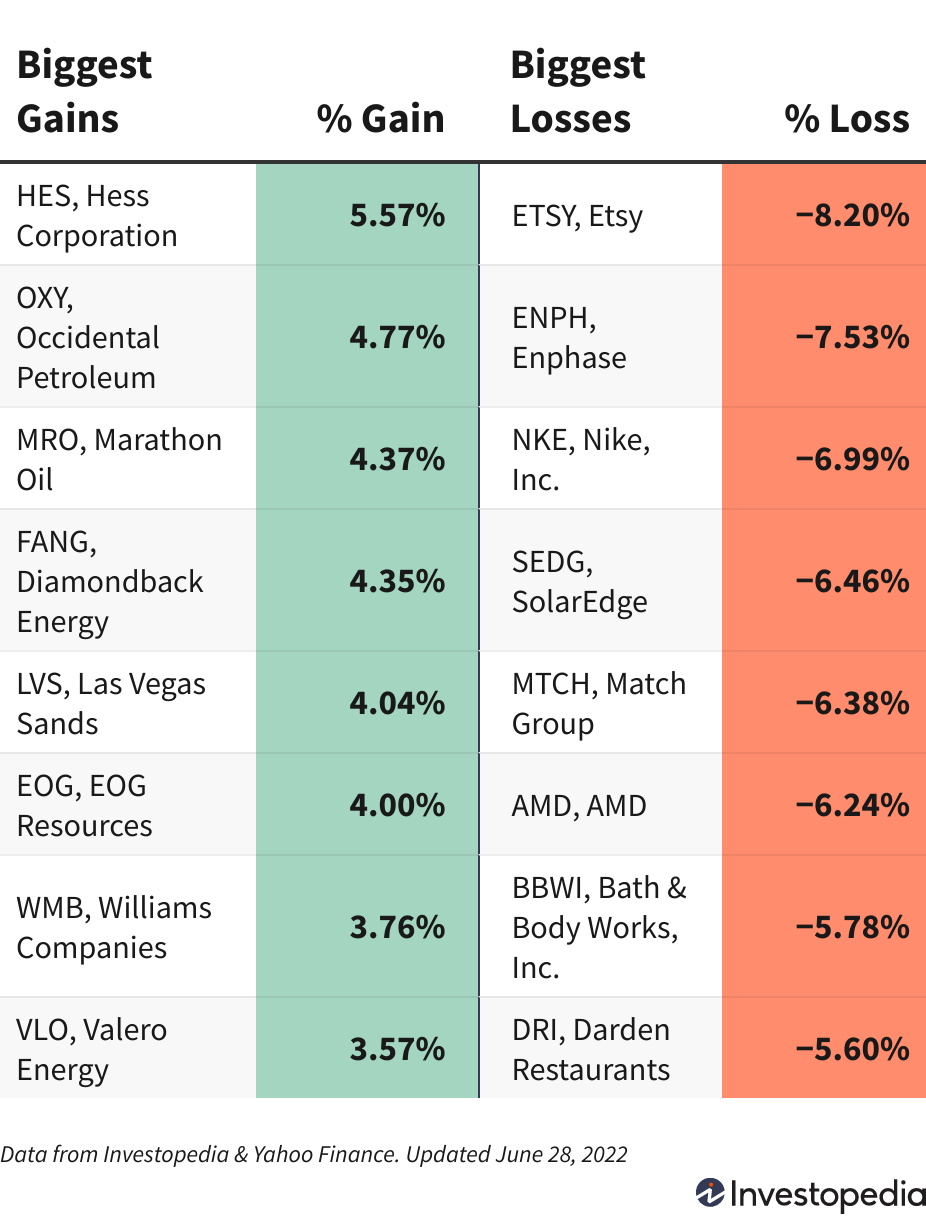 Biggest
Gains
% Gain
Biggest
Losses
% Loss
HES, Hess
Corporation
5.57%
ETSY, Etsy
−8.20%
OXY,
Occidental
Petroleum
4.77%
ENPH,
Enphase
−7.53%
MRO, Marathon
Oil
4.37%
NKE, Nike,
Inc.
−6.99%
FANG,
Diamondback
Energy
4.35%
SEDG,
SolarEdge
−6.46%
LVS, Las Vegas
Sands
4.04%
MTCH, Match
Group
−6.38%
EOG, EOG
Resources
4.00%
AMD, AMD
−6.24%
WMB, Williams
Companies
3.76%
BBWI, Bath &
Body Works,
Inc.
−5.78%
VLO, Valero
Energy
3.57%
DRI, Darden
Restaurants
−5.60%
Data from Investopedia & Yahoo Finance. Updated June 28, 2022
Investopedia